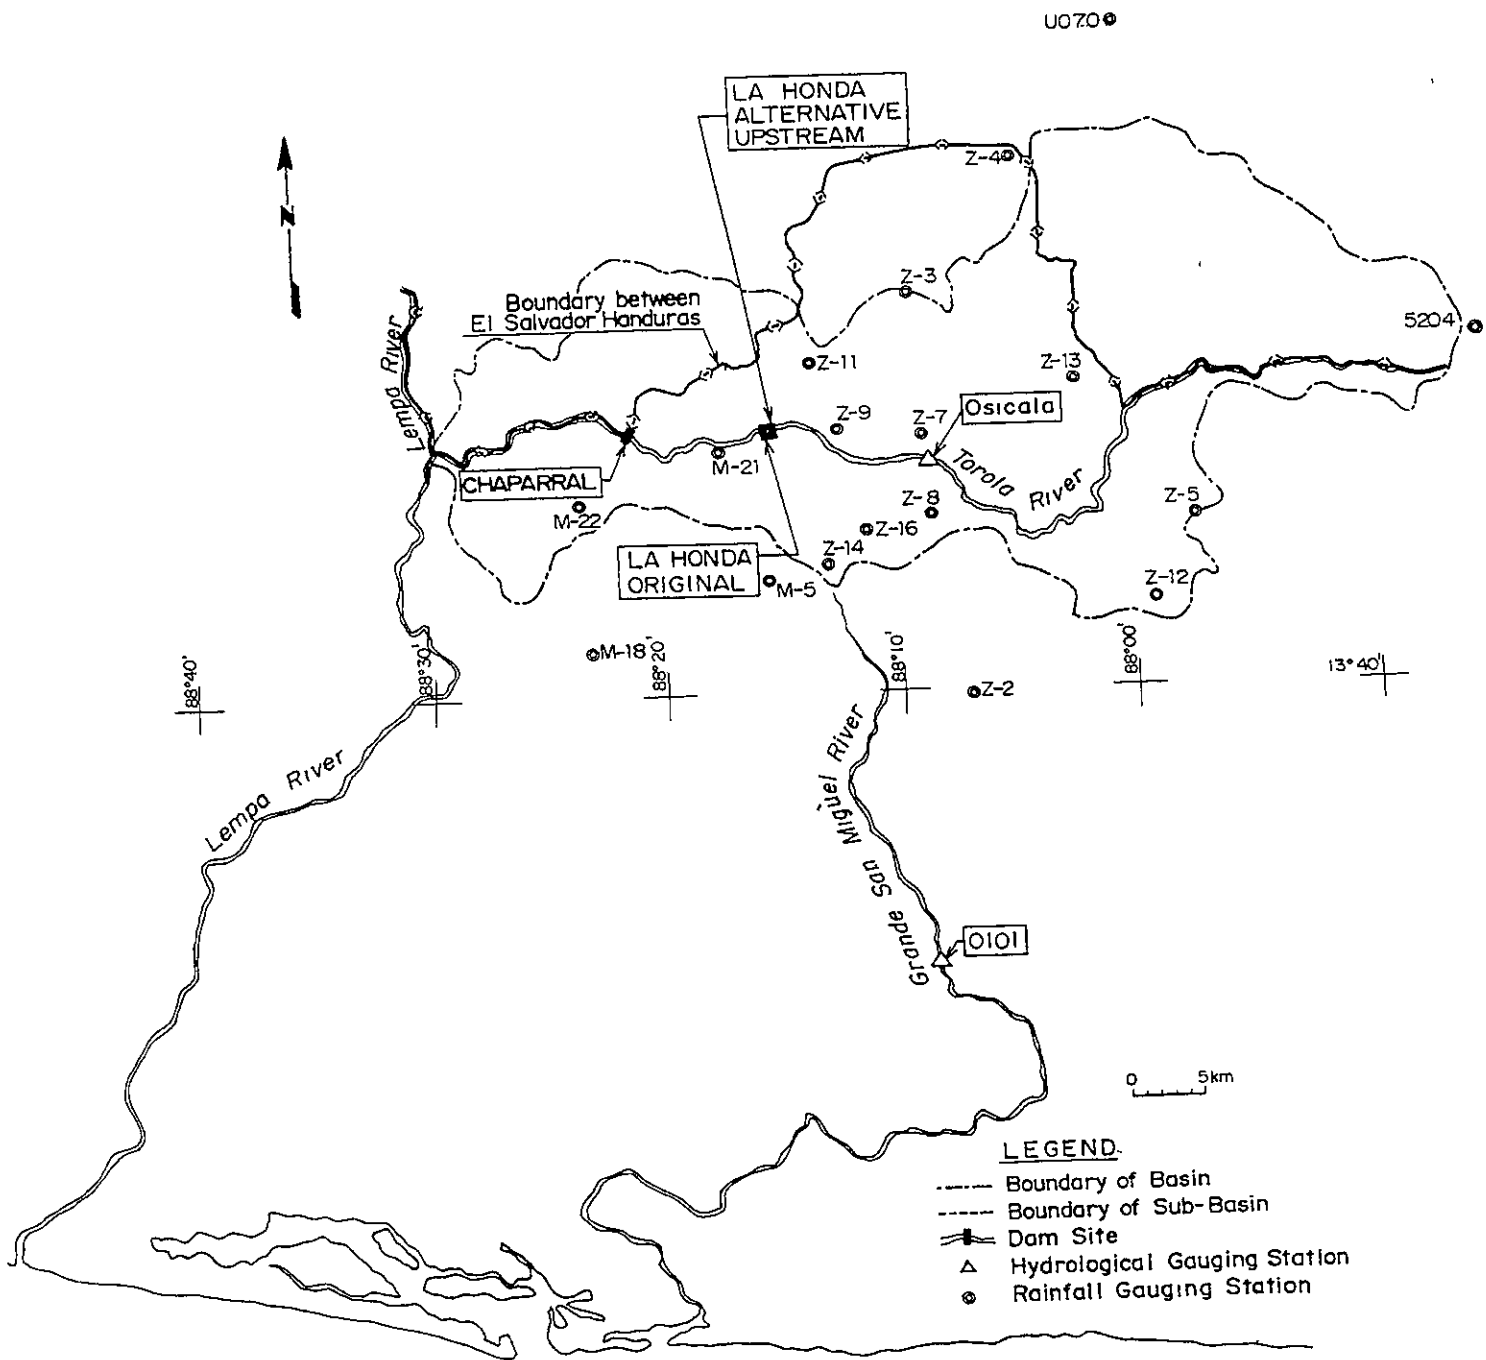 U070
LA HONDA
ALTERNATIVE
UPSTREAM
Z-4
N
Z-3
Boundary between
El Salvador Handuras
Lempa River
5204
Z-11
Z-13
Z-9
Z-7
Osicala
M-21
Torola River
CHAPARRAL
M-22
Z-8
Z-5
Z-16
LA HONDA
ORIGINAL
Z-14
M-5
Z-12
M-18
88°40'
88°30'
88°20'
88°10'
88°00'
13°40'
Z-2
Lempa River
Grande San Miguel River
0101
0 5km
LEGEND
Boundary of Basin
Boundary of Sub-Basin
Dam Site
Hydrological Gauging Station
Rainfall Gauging Station